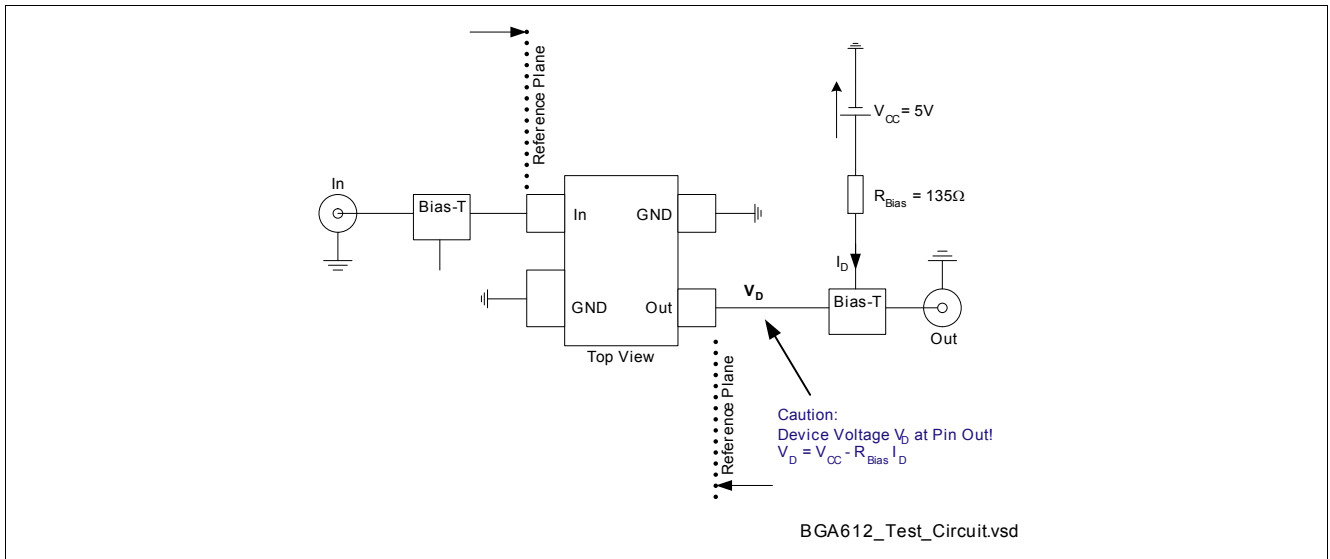 Reference Plane
V_CC = 5V
In
Bias-T
In
GND
R_Bias = 135Ω
I_D
GND
Out
V_D
Bias-T
Out
Top View
Reference Plane
Caution:
Device Voltage V_D at Pin Out!
V_D = V_CC - R_Bias I_D
BGA612_Test_Circuit.vsd